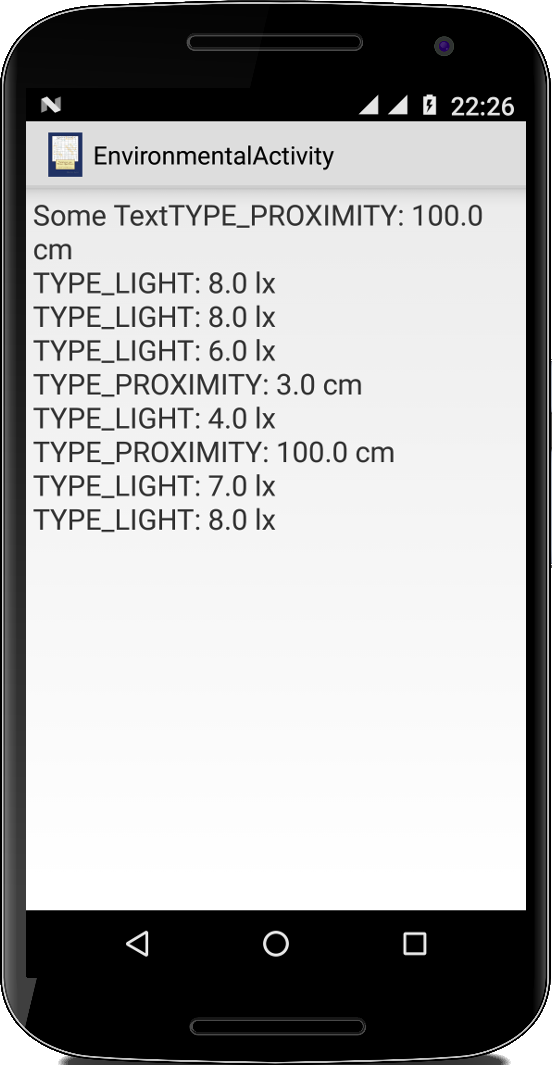 22:26
EnvironmentalActivity
Some TextTYPE_PROXIMITY: 100.0
cm
TYPE_LIGHT: 8.0 lx
TYPE_LIGHT: 8.0 lx
TYPE_LIGHT: 6.0 lx
TYPE_PROXIMITY: 3.0 cm
TYPE_LIGHT: 4.0 lx
TYPE_PROXIMITY: 100.0 cm
TYPE_LIGHT: 7.0 lx
TYPE_LIGHT: 8.0 lx